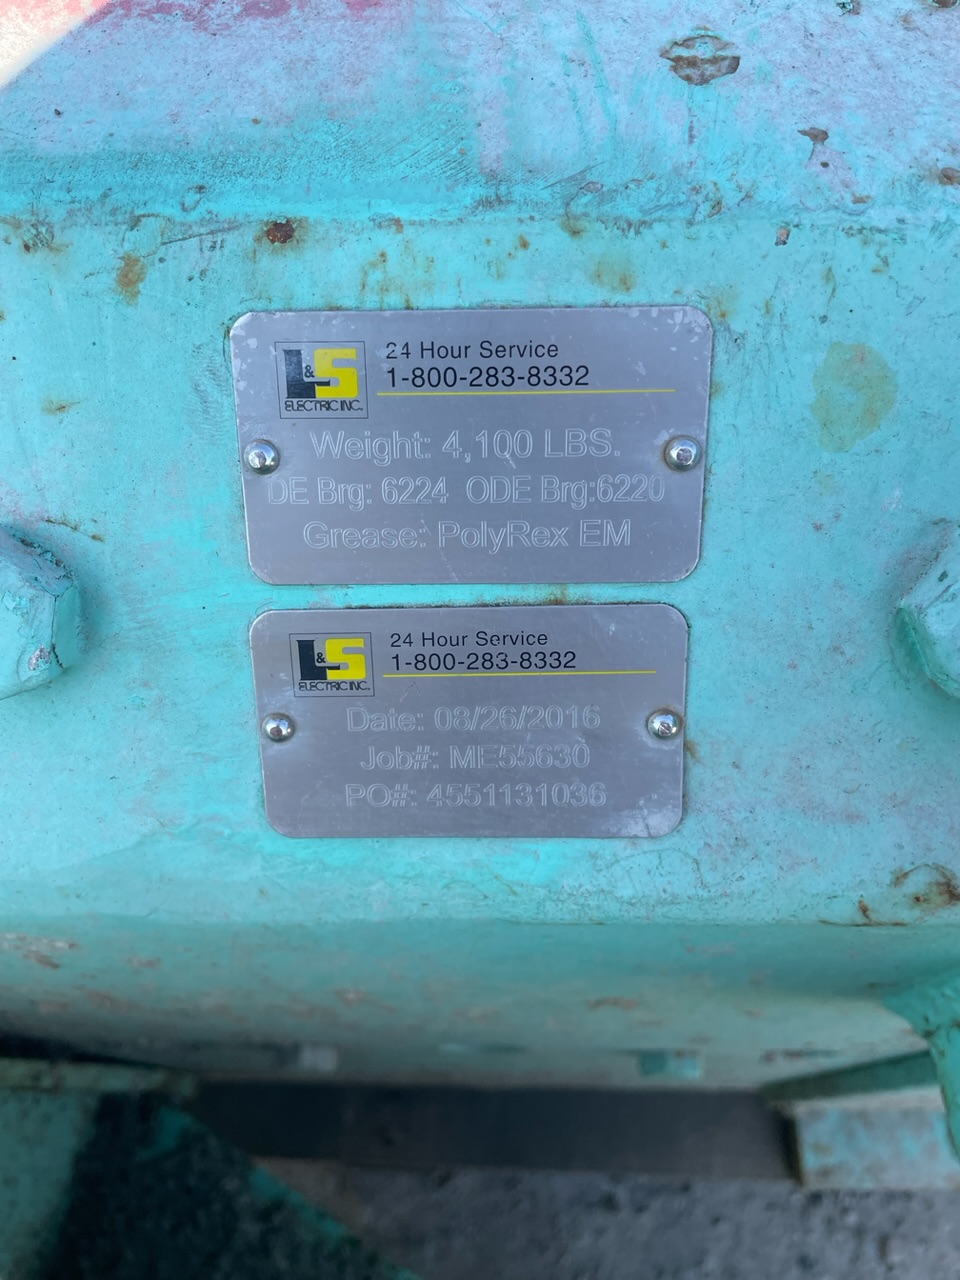 L&S
ELECTRIC INC.
24 Hour Service
1-800-283-8332
Weight: 4,100 LBS.
DE Brg: 6224 ODE Brg:6220
Grease: PolyRex EM
L&S
ELECTRIC INC.
24 Hour Service
1-800-283-8332
Date: 08/26/2016
Job#: ME55630
PO#: 4551131036